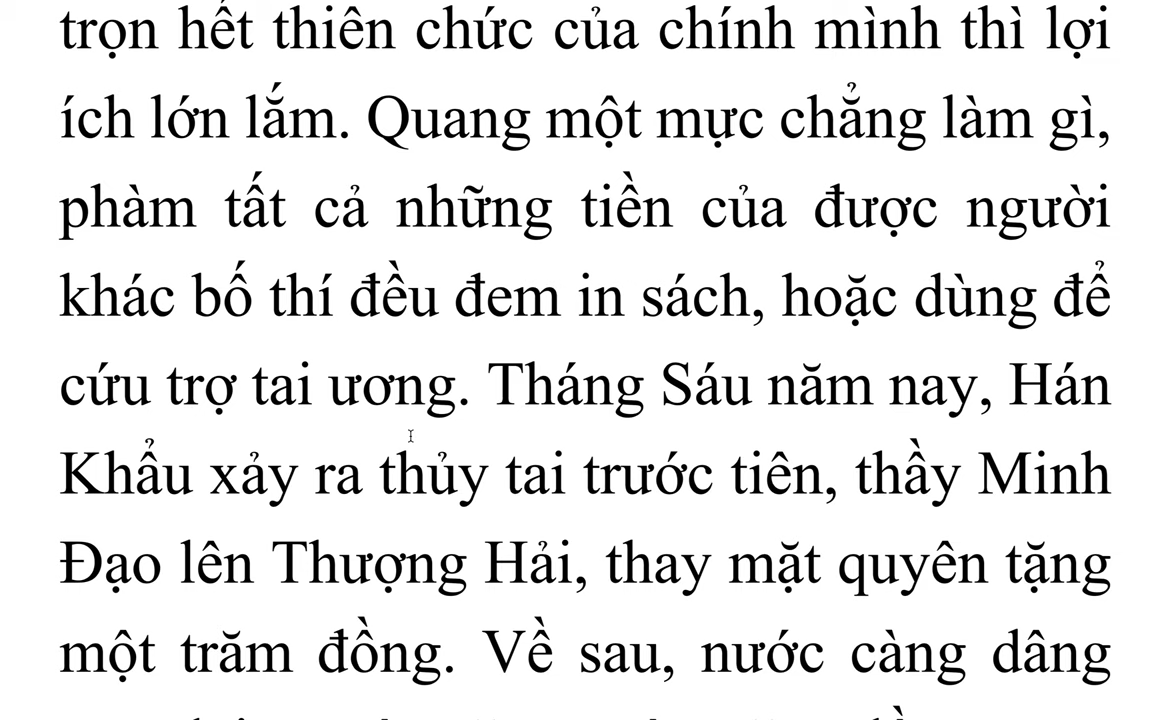 trọn hết thiên chức của chính mình thì lợi
ích lớn lắm. Quang một mực chẳng làm gì,
phàm tất cả những tiền của được người
khác bố thí đều đem in sách, hoặc dùng để
cứu trợ tai ương. Tháng Sáu năm nay, Hán
Khẩu xảy ra thủy tai trước tiên, thầy Minh
Đạo lên Thượng Hải, thay mặt quyên tặng
một trăm đồng. Về sau, nước càng dâng